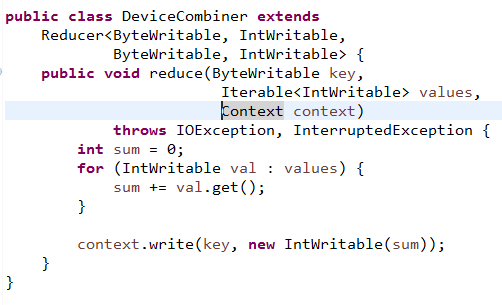 public class DeviceCombiner extends
    Reducer<ByteWritable, IntWritable,
            ByteWritable, IntWritable> {
    public void reduce(ByteWritable key,
                        Iterable<IntWritable> values,
                        Context context)
            throws IOException, InterruptedException {
        int sum = 0;
        for (IntWritable val : values) {
            sum += val.get();
        }

        context.write(key, new IntWritable(sum));
    }
}